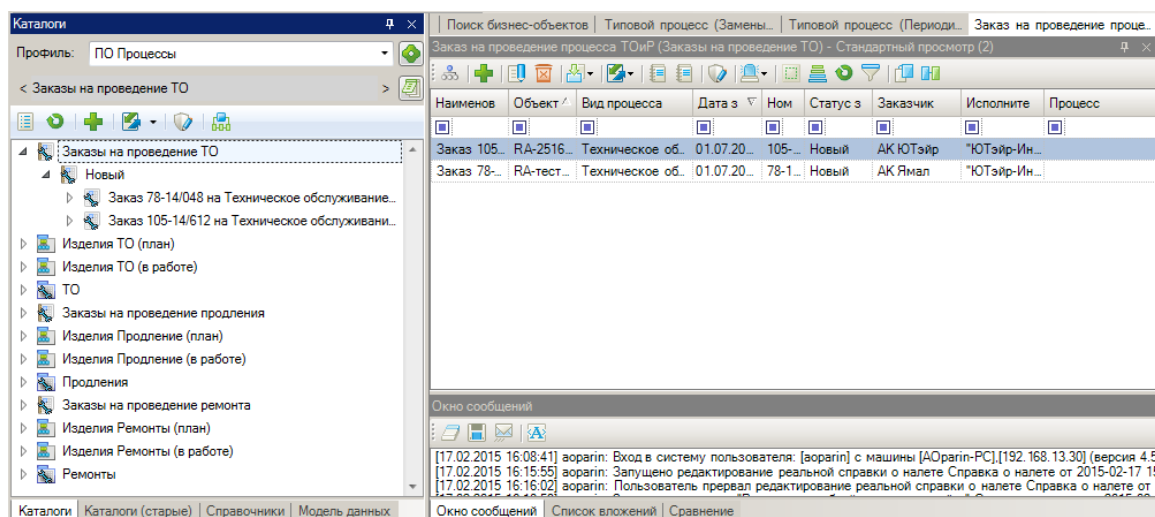 Каталоги
Профиль: ПО Процессы
< Заказы на проведение ТО >
Заказы на проведение ТО
Новый
Заказ 78-14/048 на Техническое обслуживание...
Заказ 105-14/612 на Техническое обслуживани...
Изделия ТО (план)
Изделия ТО (в работе)
ТО
Заказы на проведение продления
Изделия Продление (план)
Изделия Продление (в работе)
Продления
Заказы на проведение ремонта
Изделия Ремонты (план)
Изделия Ремонты (в работе)
Ремонты
Каталоги Каталоги (старые) Справочники Модель данных
Поиск бизнес-объектов Типовой процесс (Замены... Типовой процесс (Периоди... Заказ на проведение проце...
Заказ на проведение процесса ТОиР (Заказы на проведение ТО) - Стандартный просмотр (2)
Наименов Объект Вид процесса Дата з Ном Статус з Заказчик Исполните Процесс
Заказ 105... RA-2516... Техническое об... 01.07.20... 105-... Новый АК ЮТэйр "ЮТэйр-Ин...
Заказ 78-... RA-тест... Техническое об... 01.07.20... 78-1... Новый АК Ямал "ЮТэйр-Ин...
Окно сообщений
[17.02.2015 16:08:41] aoparin: Вход в систему пользователя: [aoparin] с машины [AOparin-PC],[192.168.13.30] (версия 4.5
[17.02.2015 16:15:55] aoparin: Запущено редактирование реальной справки о налете Справка о налете от 2015-02-17 15
[17.02.2015 16:16:02] aoparin: Пользователь прервал редактирование реальной справки о налете Справка о налете от
Окно сообщений Список вложений Сравнение